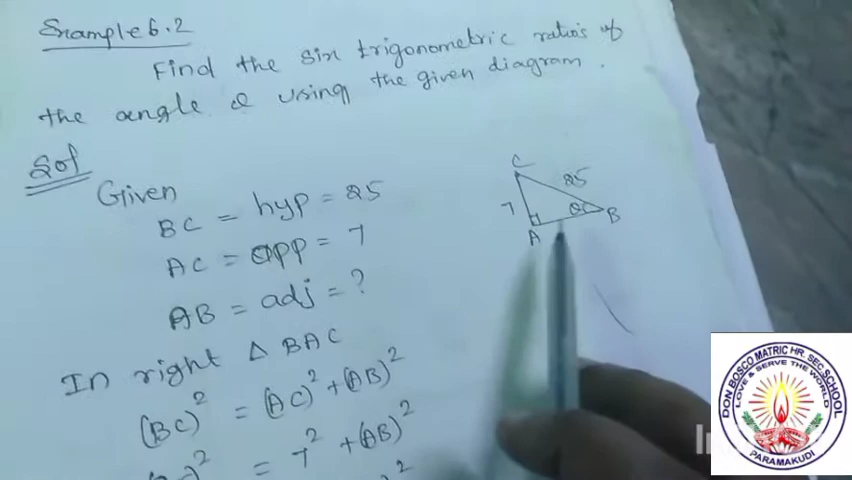 Example 6.2
Find the six trigonometric ratios of
the angle θ using the given diagram.
Sol
Given
BC = hyp = 25
AC = opp = 7
AB = adj = ?
In right Δ BAC
(BC)² = (AC)² + (AB)²
= 7² + (AB)²
C
25
7
θ
B
A
DON BOSCO MATRIC HR. SEC SCHOOL
LOVE & SERVE THE WORLD
PARAMAKUDI